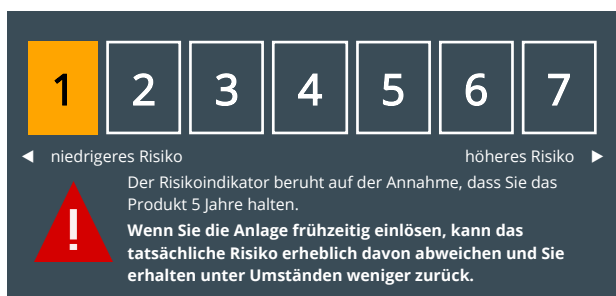 1 2 3 4 5 6 7
◄ niedrigeres Risiko höheres Risiko ►
Der Risikoindikator beruht auf der Annahme, dass Sie das
Produkt 5 Jahre halten.
!
Wenn Sie die Anlage frühzeitig einlösen, kann das
tatsächliche Risiko erheblich davon abweichen und Sie
erhalten unter Umständen weniger zurück.